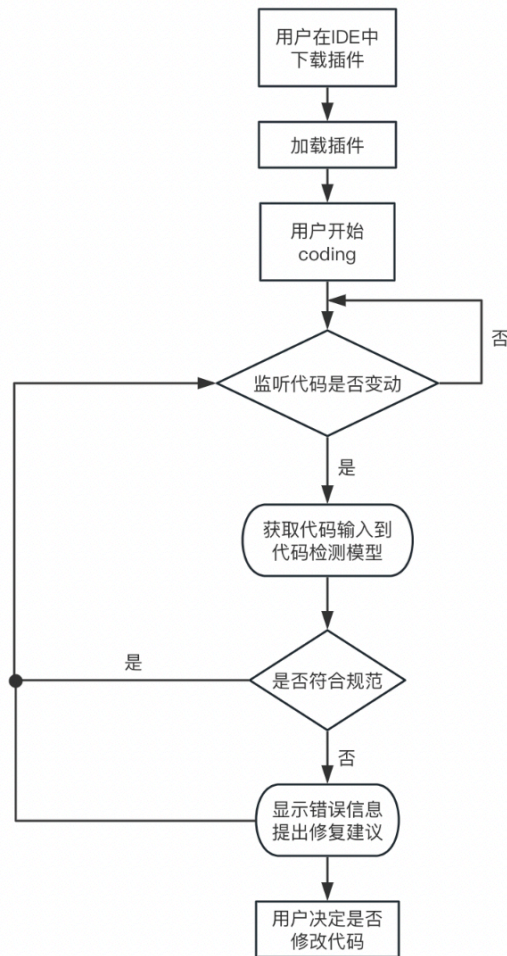 用户在IDE中
下载插件
加载插件
用户开始
coding
否
监听代码是否变动
是
获取代码输入到
代码检测模型
是
是否符合规范
否
显示错误信息
提出修复建议
用户决定是否
修改代码